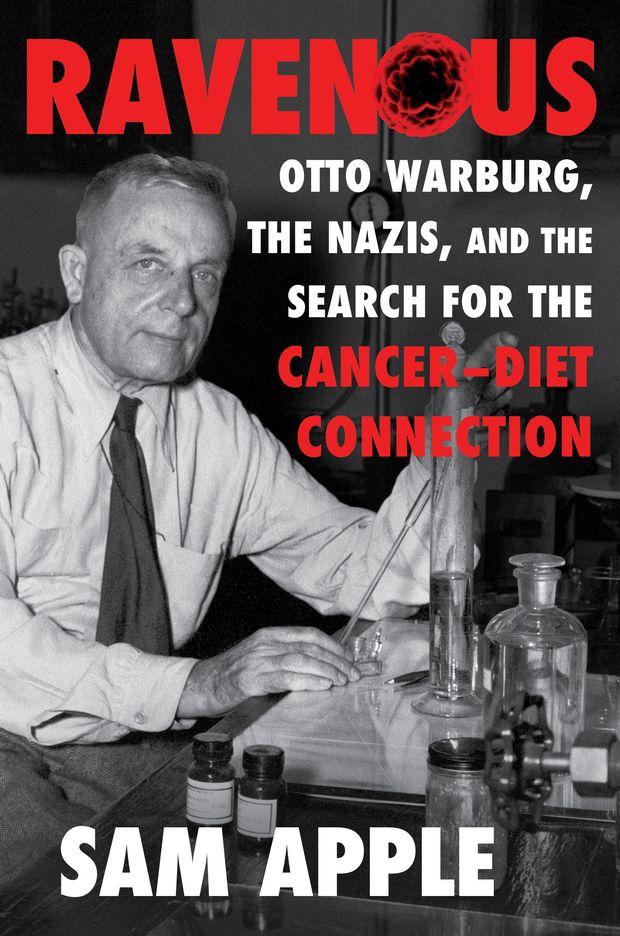 RAVENOUS
OTTO WARBURG,
THE NAZIS, AND THE
SEARCH FOR THE
CANCER–DIET
CONNECTION
SAM APPLE